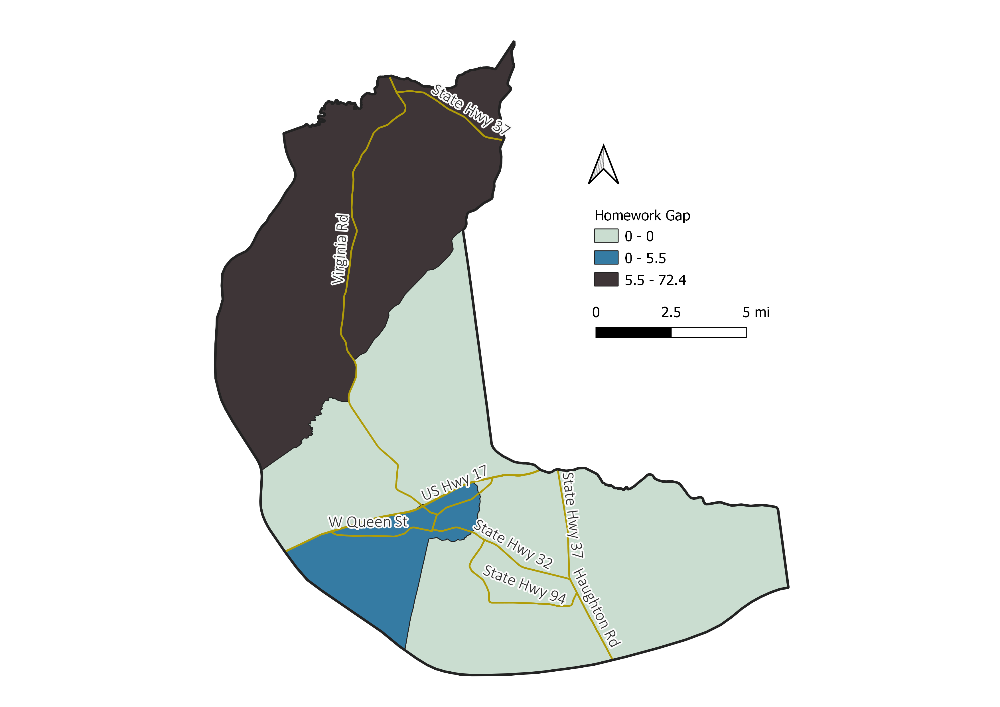 State Hwy 37
Virginia Rd
Homework Gap
0 - 0
0 - 5.5
5.5 - 72.4
0 2.5 5 mi
US Hwy 17
State Hwy 37
W Queen St
State Hwy 32
State Hwy 94
Haughton Rd